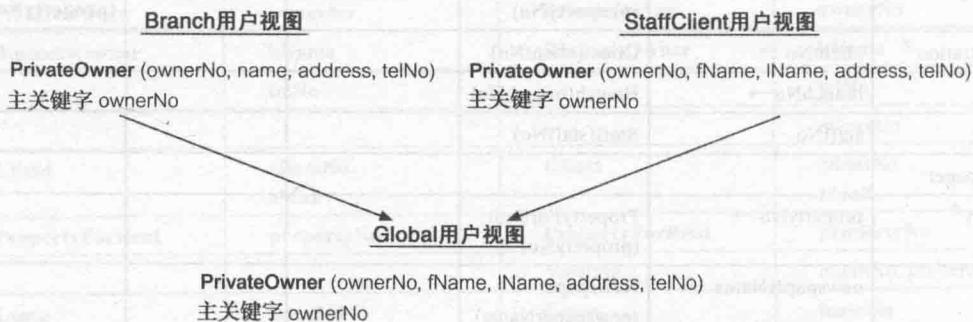 Branch用户视图
PrivateOwner (ownerNo, name, address, telNo)
主关键字 ownerNo
StaffClient用户视图
PrivateOwner (ownerNo, fName, lName, address, telNo)
主关键字 ownerNo
Global用户视图
PrivateOwner (ownerNo, fName, lName, address, telNo)
主关键字 ownerNo